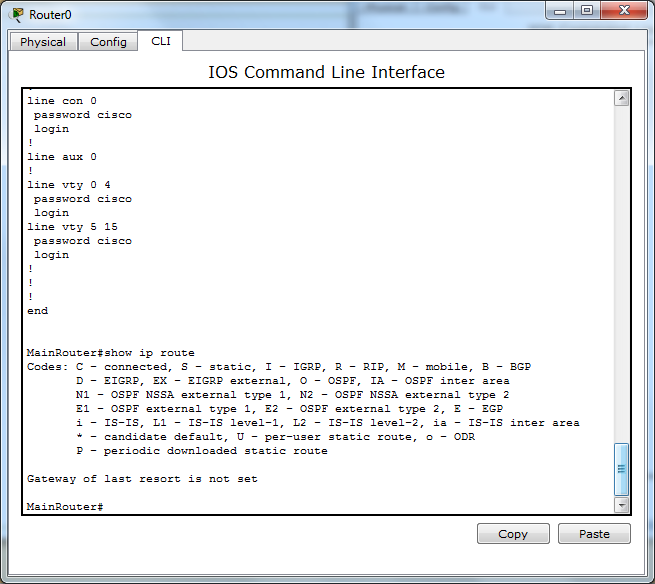 Router0
Physical Config CLI
IOS Command Line Interface
line con 0
password cisco
login
!
line aux 0
!
line vty 0 4
password cisco
login
line vty 5 15
password cisco
login
!
!
!
end
MainRouter#show ip route
Codes: C - connected, S - static, I - IGRP, R - RIP, M - mobile, B - BGP
D - EIGRP, EX - EIGRP external, O - OSPF, IA - OSPF inter area
N1 - OSPF NSSA external type 1, N2 - OSPF NSSA external type 2
E1 - OSPF external type 1, E2 - OSPF external type 2, E - EGP
i - IS-IS, L1 - IS-IS level-1, L2 - IS-IS level-2, ia - IS-IS inter area
* - candidate default, U - per-user static route, o - ODR
P - periodic downloaded static route
Gateway of last resort is not set
MainRouter#
Copy Paste